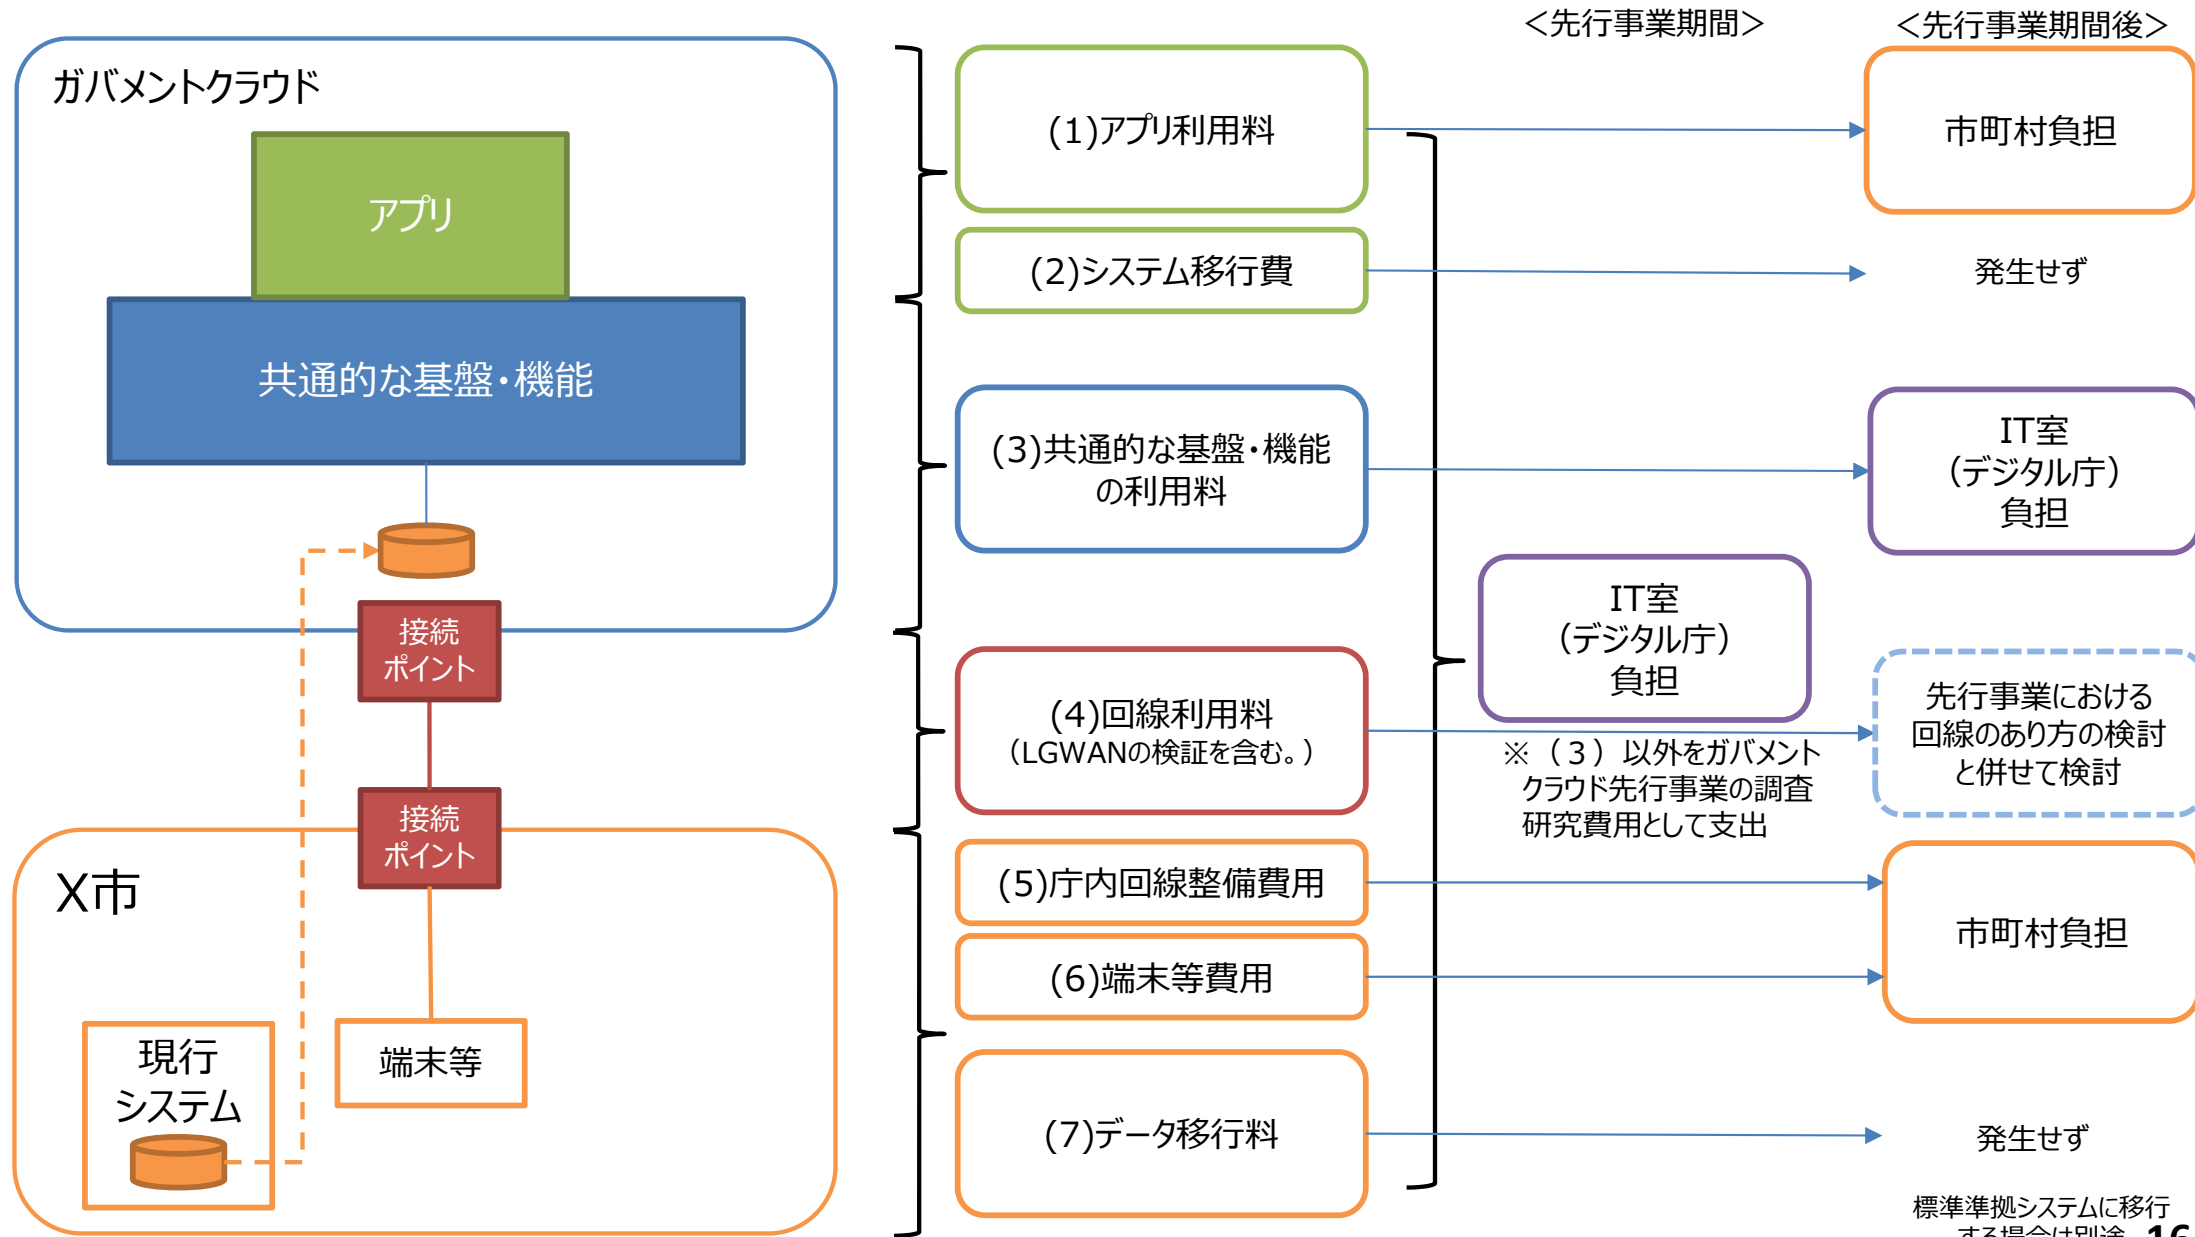 ＜先行事業期間＞
＜先行事業期間後＞
ガバメントクラウド
アプリ
共通的な基盤・機能
接続
ポイント
接続
ポイント
X市
現行
システム
端末等
(1)アプリ利用料
(2)システム移行費
(3)共通的な基盤・機能
の利用料
(4)回線利用料
（LGWANの検証を含む。）
(5)庁内回線整備費用
(6)端末等費用
(7)データ移行料
IT室
（デジタル庁）
負担
※（３）以外をガバメント
クラウド先行事業の調査
研究費用として支出
市町村負担
発生せず
IT室
（デジタル庁）
負担
先行事業における
回線のあり方の検討
と併せて検討
市町村負担
発生せず
標準準拠システムに移行
する場合は別途
16